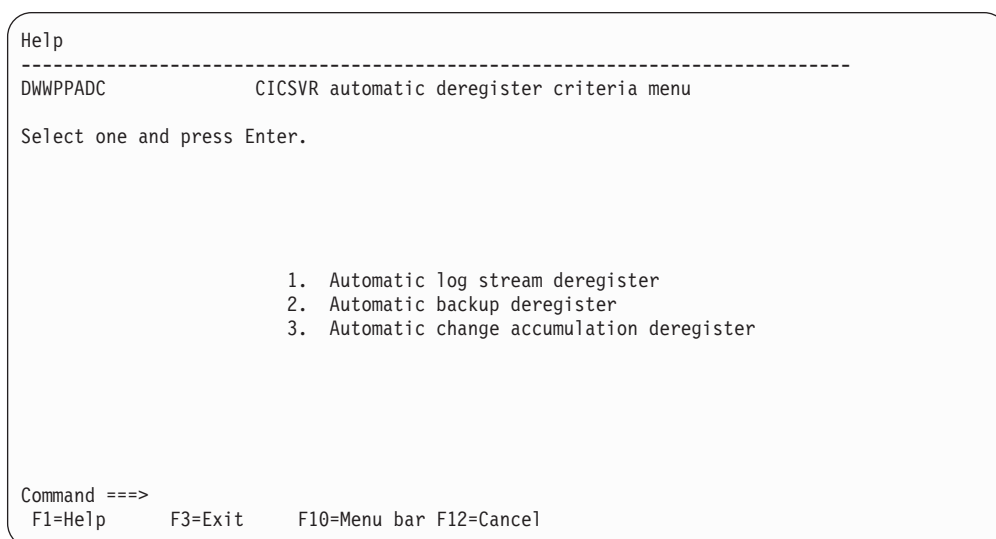 Help
------------------------------------------------------------------------------
DWWPPADC CICSVR automatic deregister criteria menu
Select one and press Enter.
1. Automatic log stream deregister
2. Automatic backup deregister
3. Automatic change accumulation deregister
Command ===>
F1=Help F3=Exit F10=Menu bar F12=Cancel